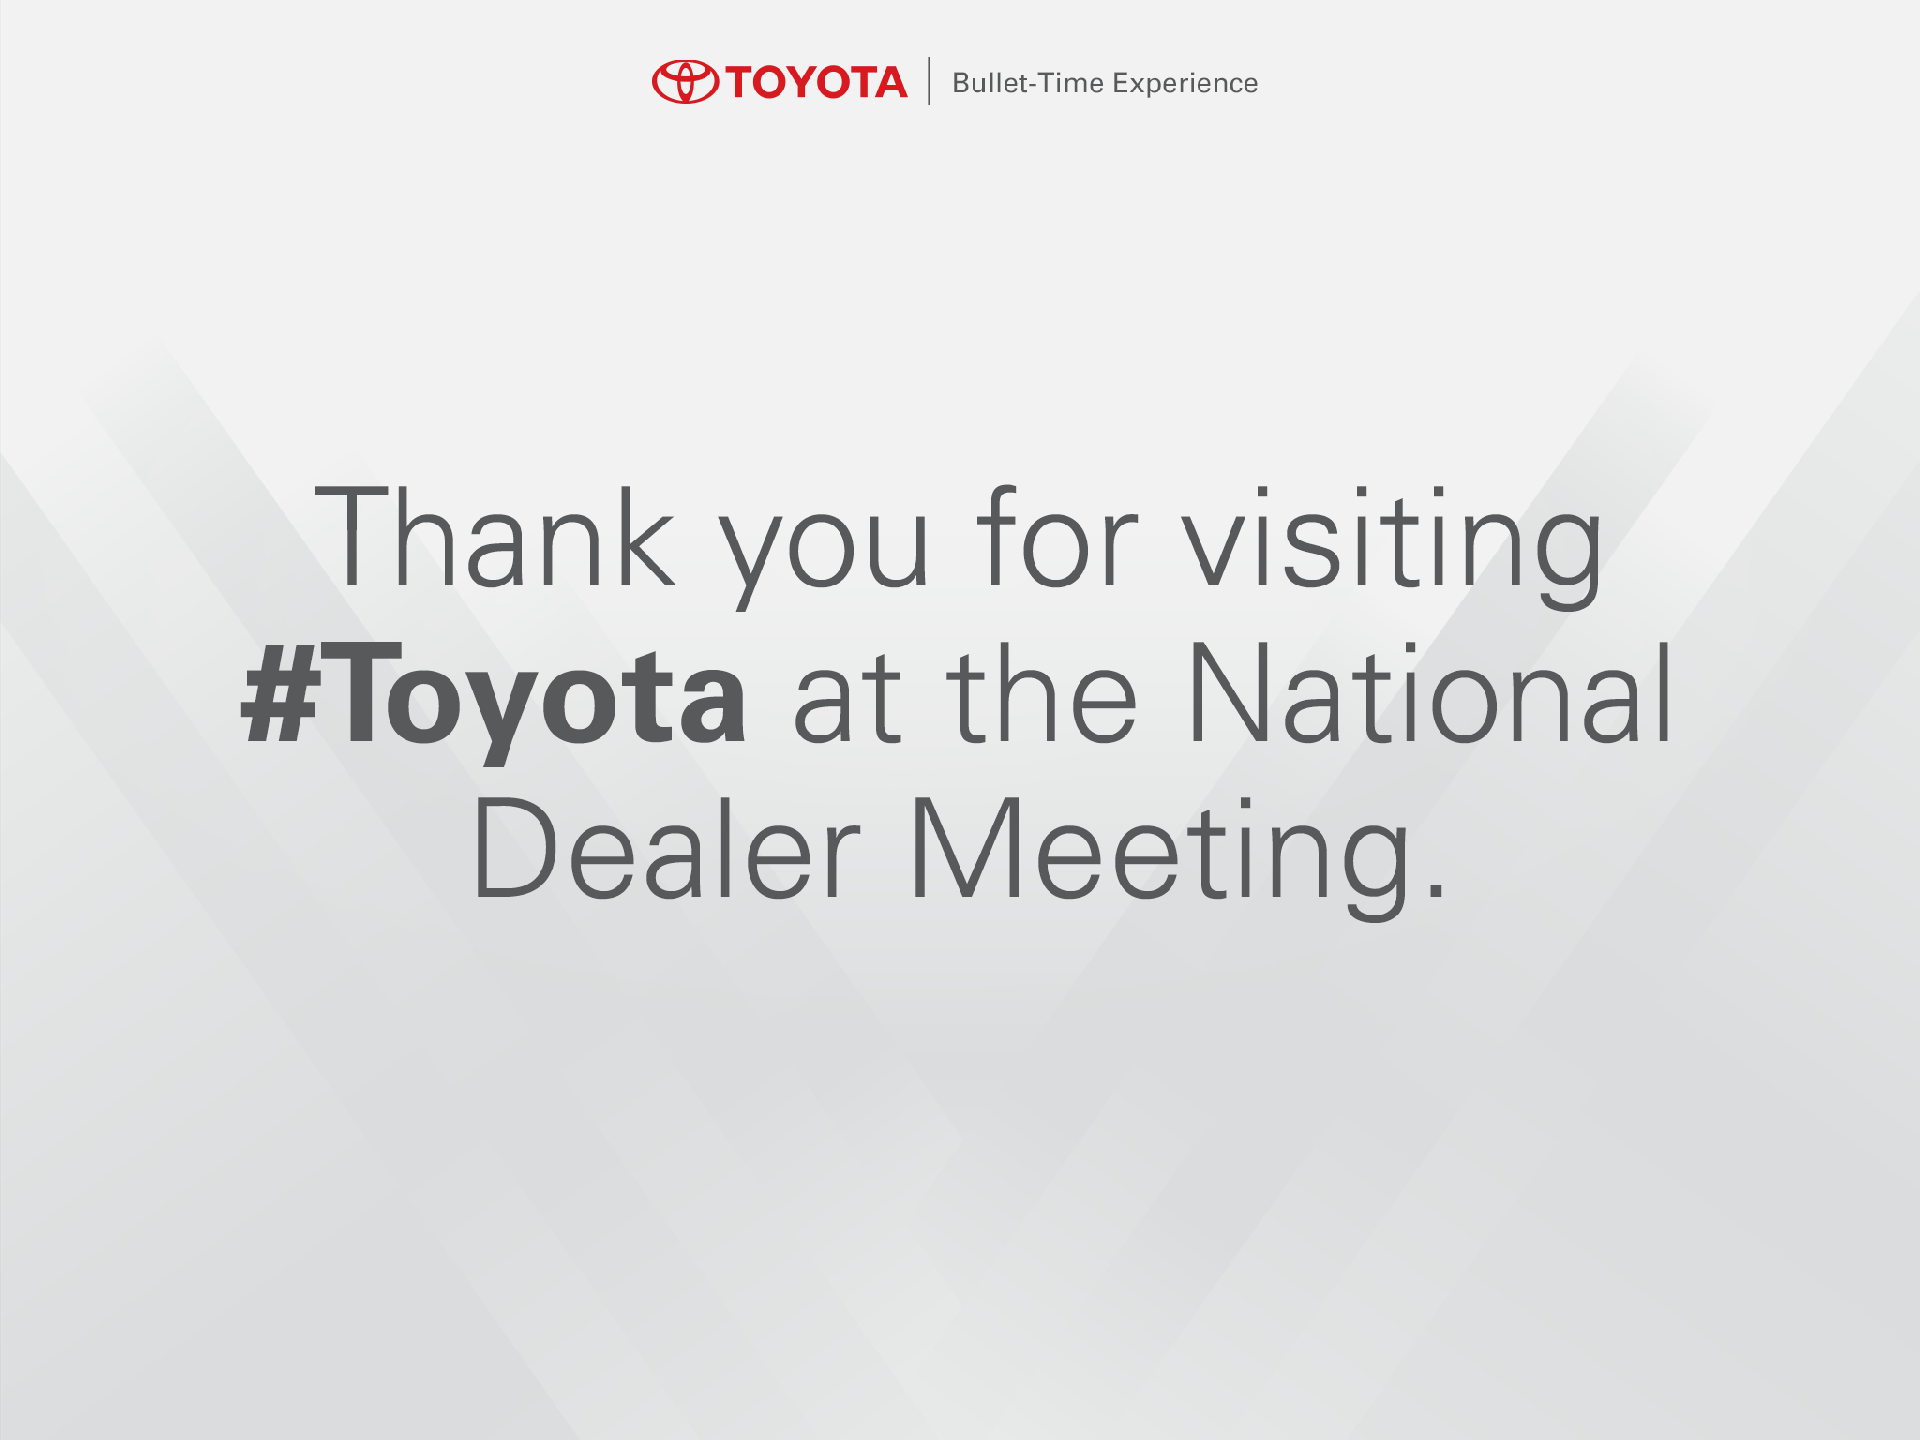 TOYOTA | Bullet-Time Experience
Thank you for visiting
#Toyota at the National
Dealer Meeting.